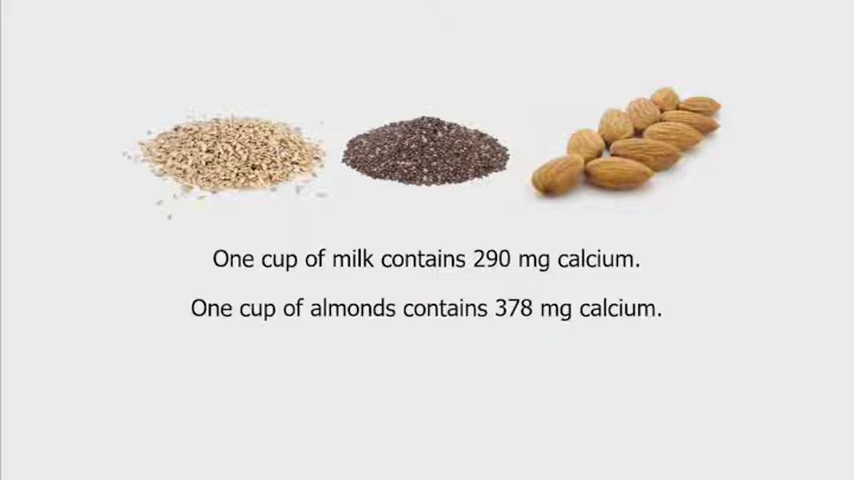 One cup of milk contains 290 mg calcium.
One cup of almonds contains 378 mg calcium.